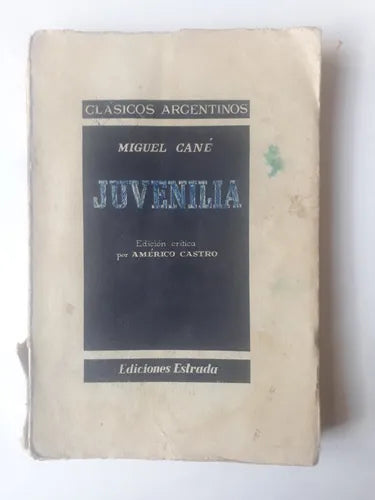 CLASICOS ARGENTINOS
MIGUEL CANÉ
JUVENILIA
Edición crítica
por AMÉRICO CASTRO
Ediciones Estrada